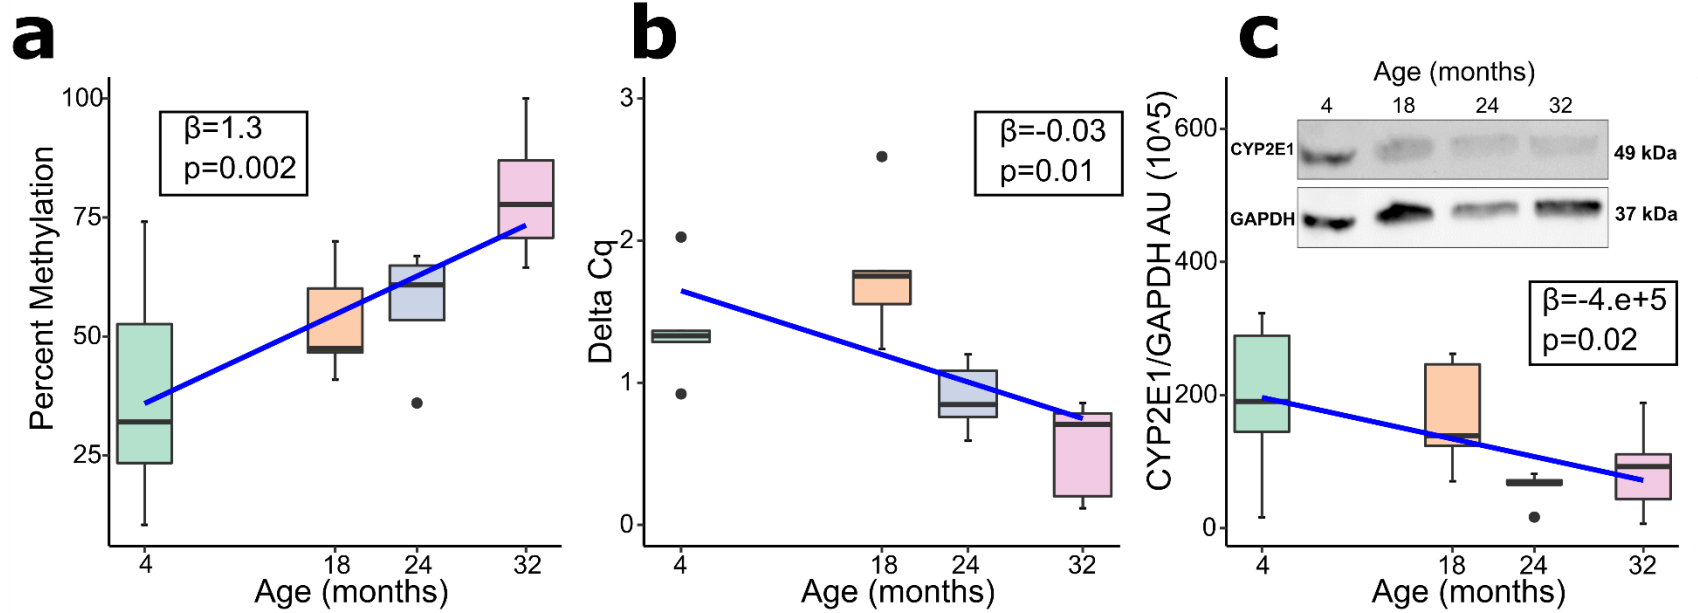 a
100
75
50
25
Percent Methylation
β=1.3
p=0.002
4
18
24
32
Age (months)
b
3
2
1
0
Delta Cq
β=-0.03
p=0.01
4
18
24
32
Age (months)
c
Age (months)
4
18
24
32
CYP2E1
49 kDa
GAPDH
37 kDa
600
400
200
0
CYP2E1/GAPDH AU (10^5)
β=-4.e+5
p=0.02
4
18
24
32
Age (months)